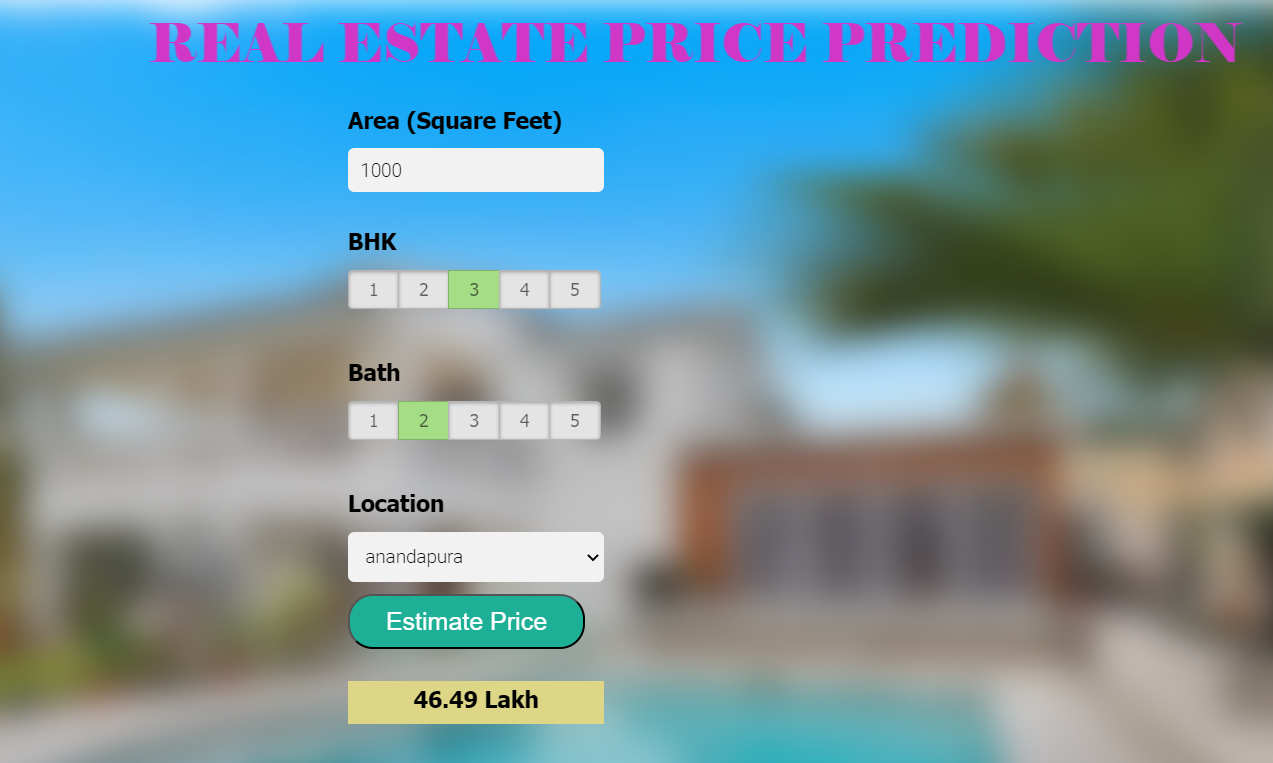 REAL ESTATE PRICE PREDICTION
Area (Square Feet)
1000
BHK
1 2 3 4 5
Bath
1 2 3 4 5
Location
anandapura
Estimate Price
46.49 Lakh